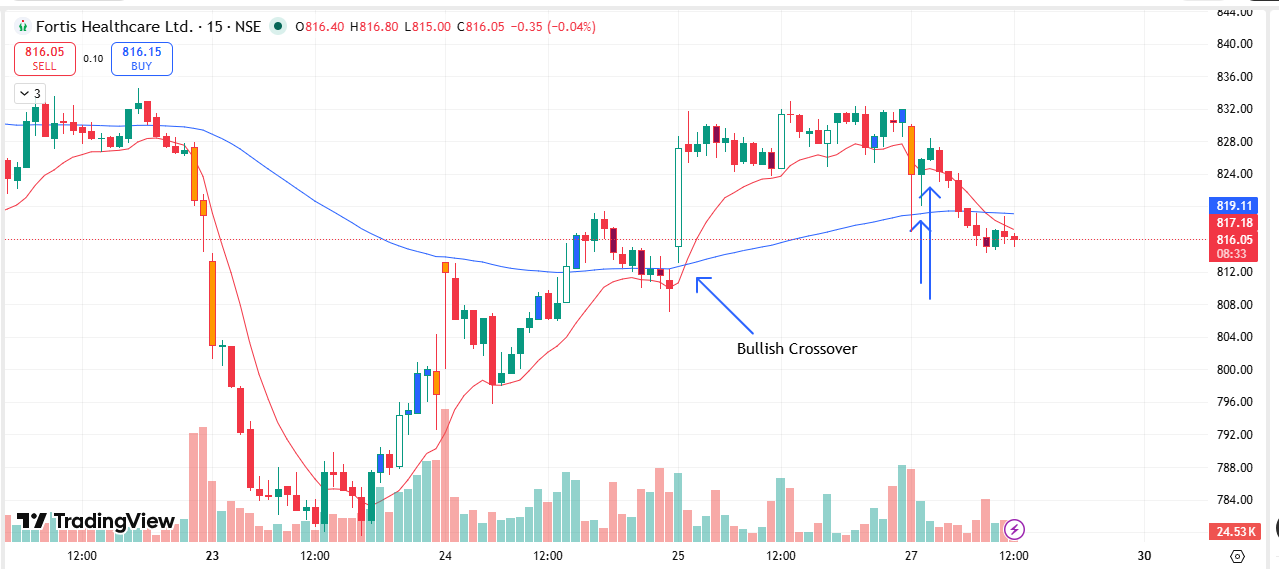 Fortis Healthcare Ltd. · 15 · NSE O816.40 H816.80 L815.00 C816.05 −0.35 (−0.04%)
816.05 0.10 816.15
SELL BUY
3
844.00
840.00
836.00
832.00
828.00
824.00
819.11
817.18
816.05
08:33
812.00
808.00
804.00
800.00
796.00
792.00
788.00
784.00
24.53 K
Bullish Crossover
TradingView
12:00 23 12:00 24 12:00 25 12:00 27 12:00 30